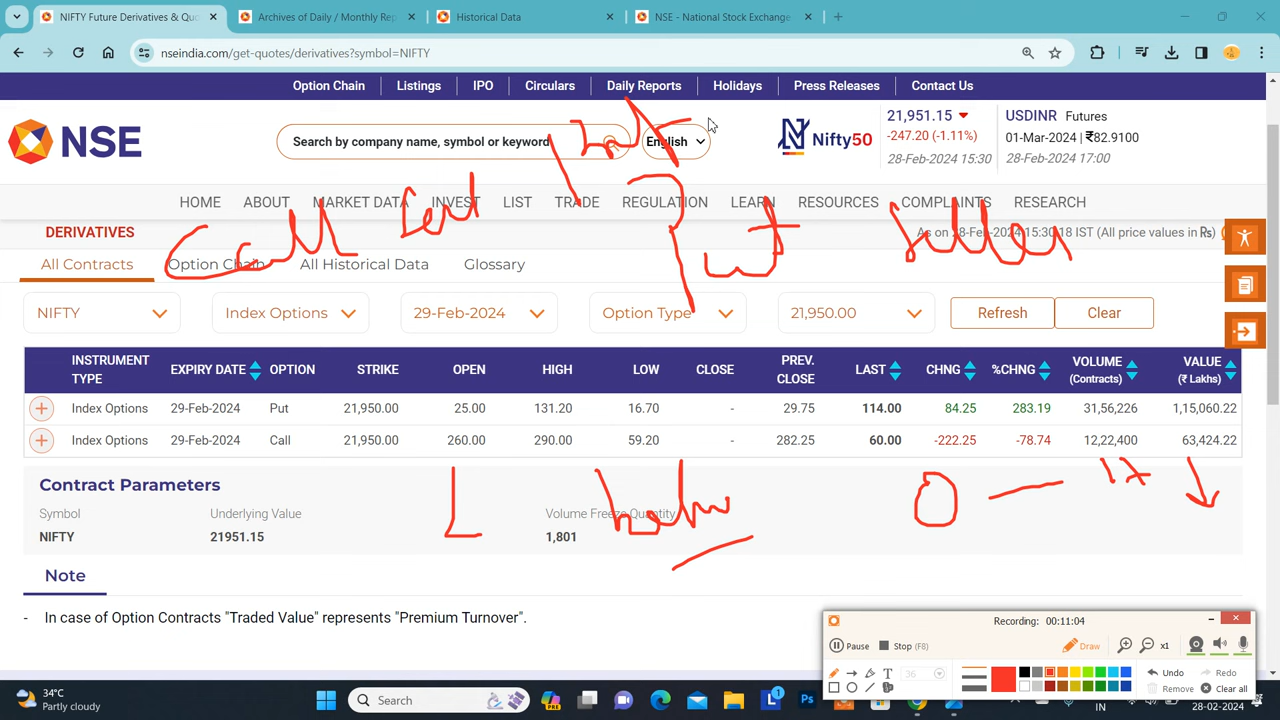 NIFTY Future Derivatives & Quo
Archives of Daily / Monthly Rep
Historical Data
NSE - National Stock Exchange
nseindia.com/get-quotes/derivatives?symbol=NIFTY
Option Chain Listings IPO Circulars Daily Reports Holidays Press Releases Contact Us
NSE
Search by company name, symbol or keyword
English
Nifty50
21,951.15
-247.20 (-1.11%)
28-Feb-2024 15:30
USDINR Futures
01-Mar-2024 | ₹82.9100
28-Feb-2024 17:00
HOME ABOUT MARKET DATA INVEST LIST TRADE REGULATION LEARN RESOURCES COMPLAINTS RESEARCH
Call
Put
Seller
DERIVATIVES
As on 28-Feb-2024 15:30:18 IST (All price values in ₹)
All Contracts Option Chain All Historical Data Glossary
NIFTY Index Options 29-Feb-2024 Option Type 21,950.00 Refresh Clear
INSTRUMENT TYPE EXPIRY DATE OPTION STRIKE OPEN HIGH LOW CLOSE PREV. CLOSE LAST CHNG %CHNG VOLUME (Contracts) VALUE (₹ Lakhs)
Index Options 29-Feb-2024 Put 21,950.00 25.00 131.20 16.70 - 29.75 114.00 84.25 283.19 31,56,226 1,15,060.22
Index Options 29-Feb-2024 Call 21,950.00 260.00 290.00 59.20 - 282.25 60.00 -222.25 -78.74 12,22,400 63,424.22
Contract Parameters
Symbol Underlying Value Volume Freeze Quantity
NIFTY 21951.15 1,801
L
O
Note
- In case of Option Contracts "Traded Value" represents "Premium Turnover".
Recording: 00:11:04
Pause Stop (F8) Draw x1
T 36 Undo Redo
Remove Clear all
34°C
Partly cloudy
Search
PRE
Ps
IN
28-02-2024